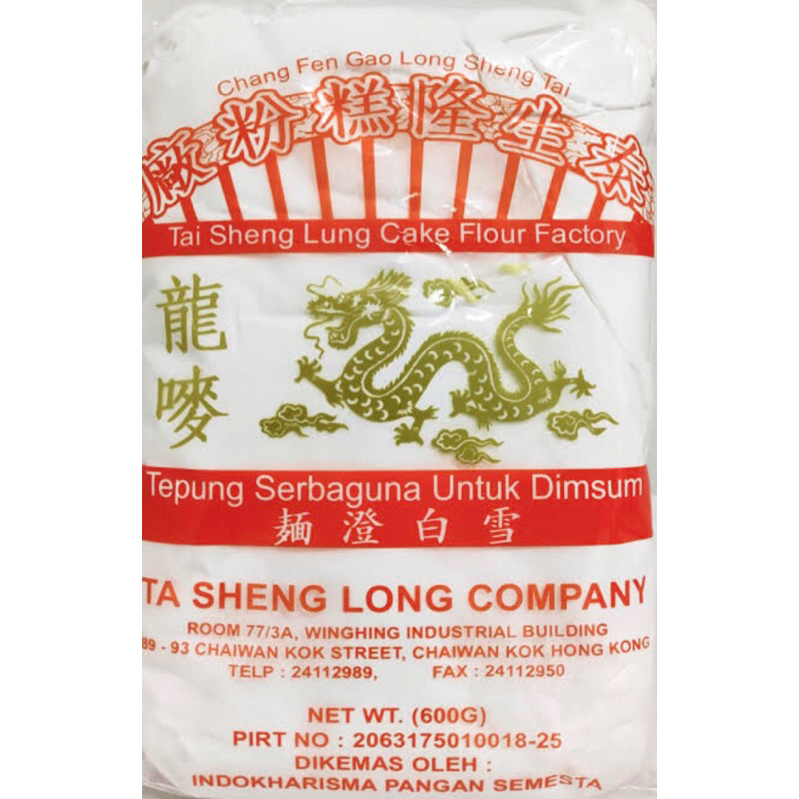 Chang Fen Gao Long Sheng Tai
泰生隆糕粉廠
Tai Sheng Lung Cake Flour Factory
龍嘜
Tepung Serbaguna Untuk Dimsum
雪白澄麵
TA SHENG LONG COMPANY
ROOM 77/3A, WINGHING INDUSTRIAL BUILDING
89 - 93 CHAIWAN KOK STREET, CHAIWAN KOK HONG KONG
TELP : 24112989, FAX : 24112950
NET WT. (600G)
PIRT NO : 2063175010018-25
DIKEMAS OLEH :
INDOKHARISMA PANGAN SEMESTA